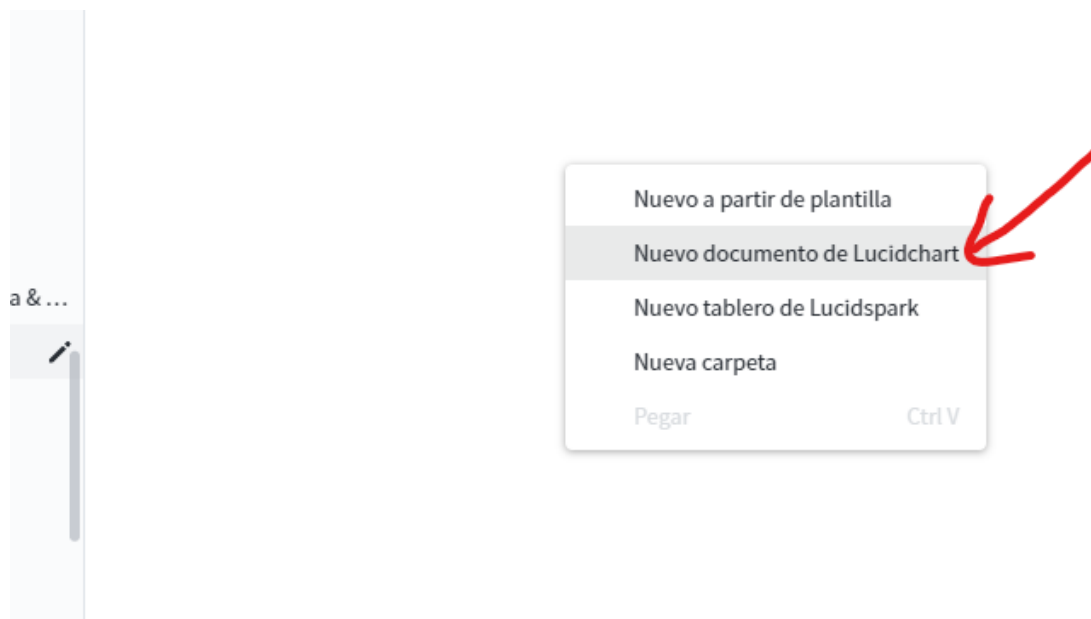 Nuevo a partir de plantilla
Nuevo documento de Lucidchart
a & ...
Nuevo tablero de Lucidspark
Nueva carpeta
Pegar Ctrl V